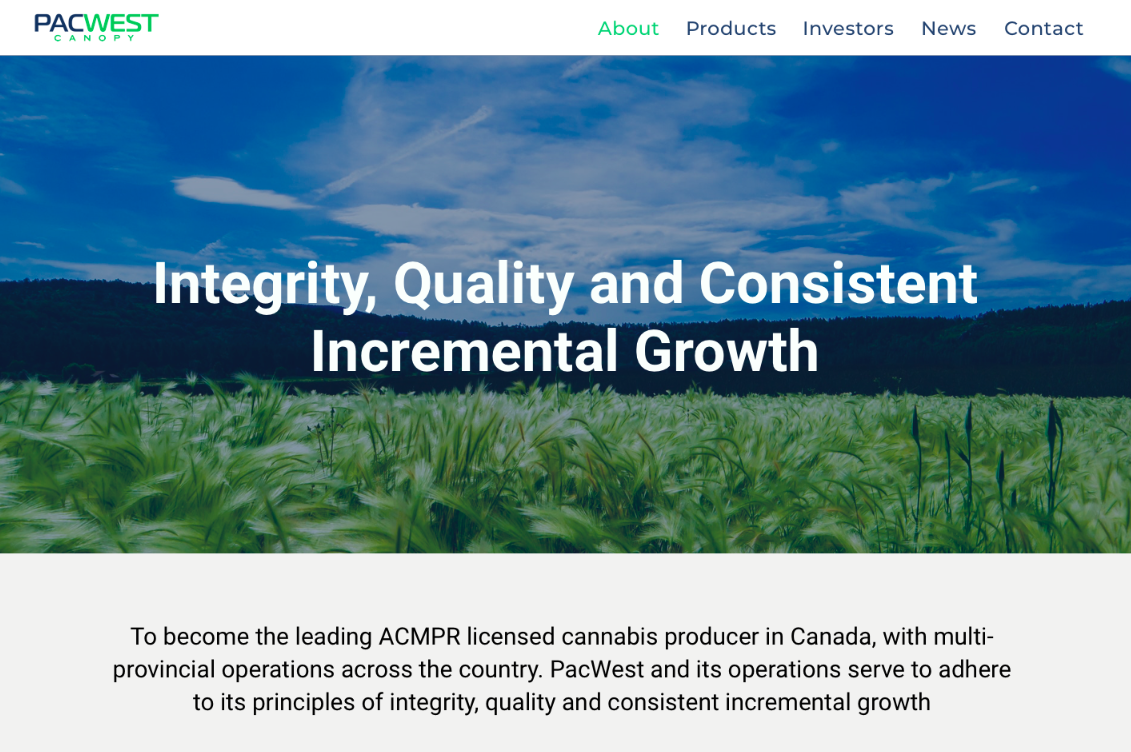 PACWEST
CANOPY
About Products Investors News Contact
Integrity, Quality and Consistent
Incremental Growth
To become the leading ACMPR licensed cannabis producer in Canada, with multi-
provincial operations across the country. PacWest and its operations serve to adhere
to its principles of integrity, quality and consistent incremental growth